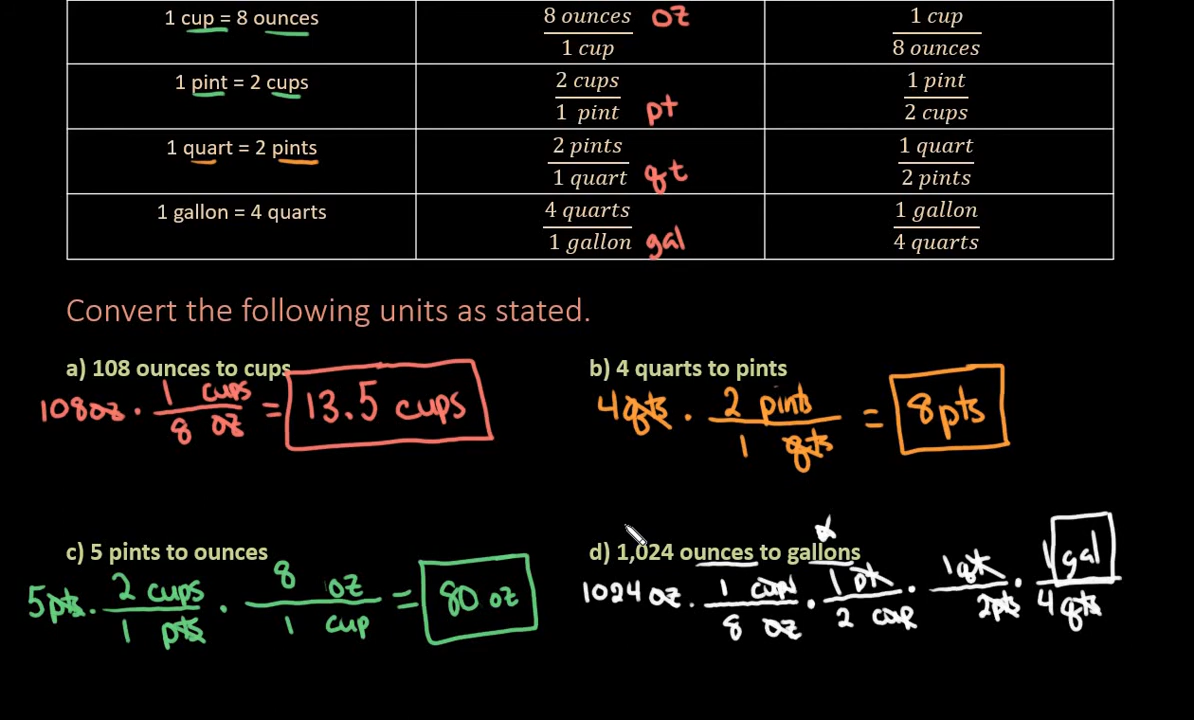 1 cup = 8 ounces
8 ounces
1 cup
oz
1 cup
8 ounces
1 pint = 2 cups
2 cups
1 pint
pt
1 pint
2 cups
1 quart = 2 pints
2 pints
1 quart
qt
1 quart
2 pints
1 gallon = 4 quarts
4 quarts
1 gallon
gal
1 gallon
4 quarts
Convert the following units as stated.
a) 108 ounces to cups
108oz · 1 cups / 8 oz = 13.5 cups
b) 4 quarts to pints
4qts · 2 pints / 1 qts = 8pts
c) 5 pints to ounces
5pts · 2 cups / 1 pts · 8 oz / 1 cup = 80 oz
d) 1,024 ounces to gallons
1024 oz · 1 cup / 8 oz · 1 pt / 2 cup · 1qt / 2pts · 1 gal / 4 qts